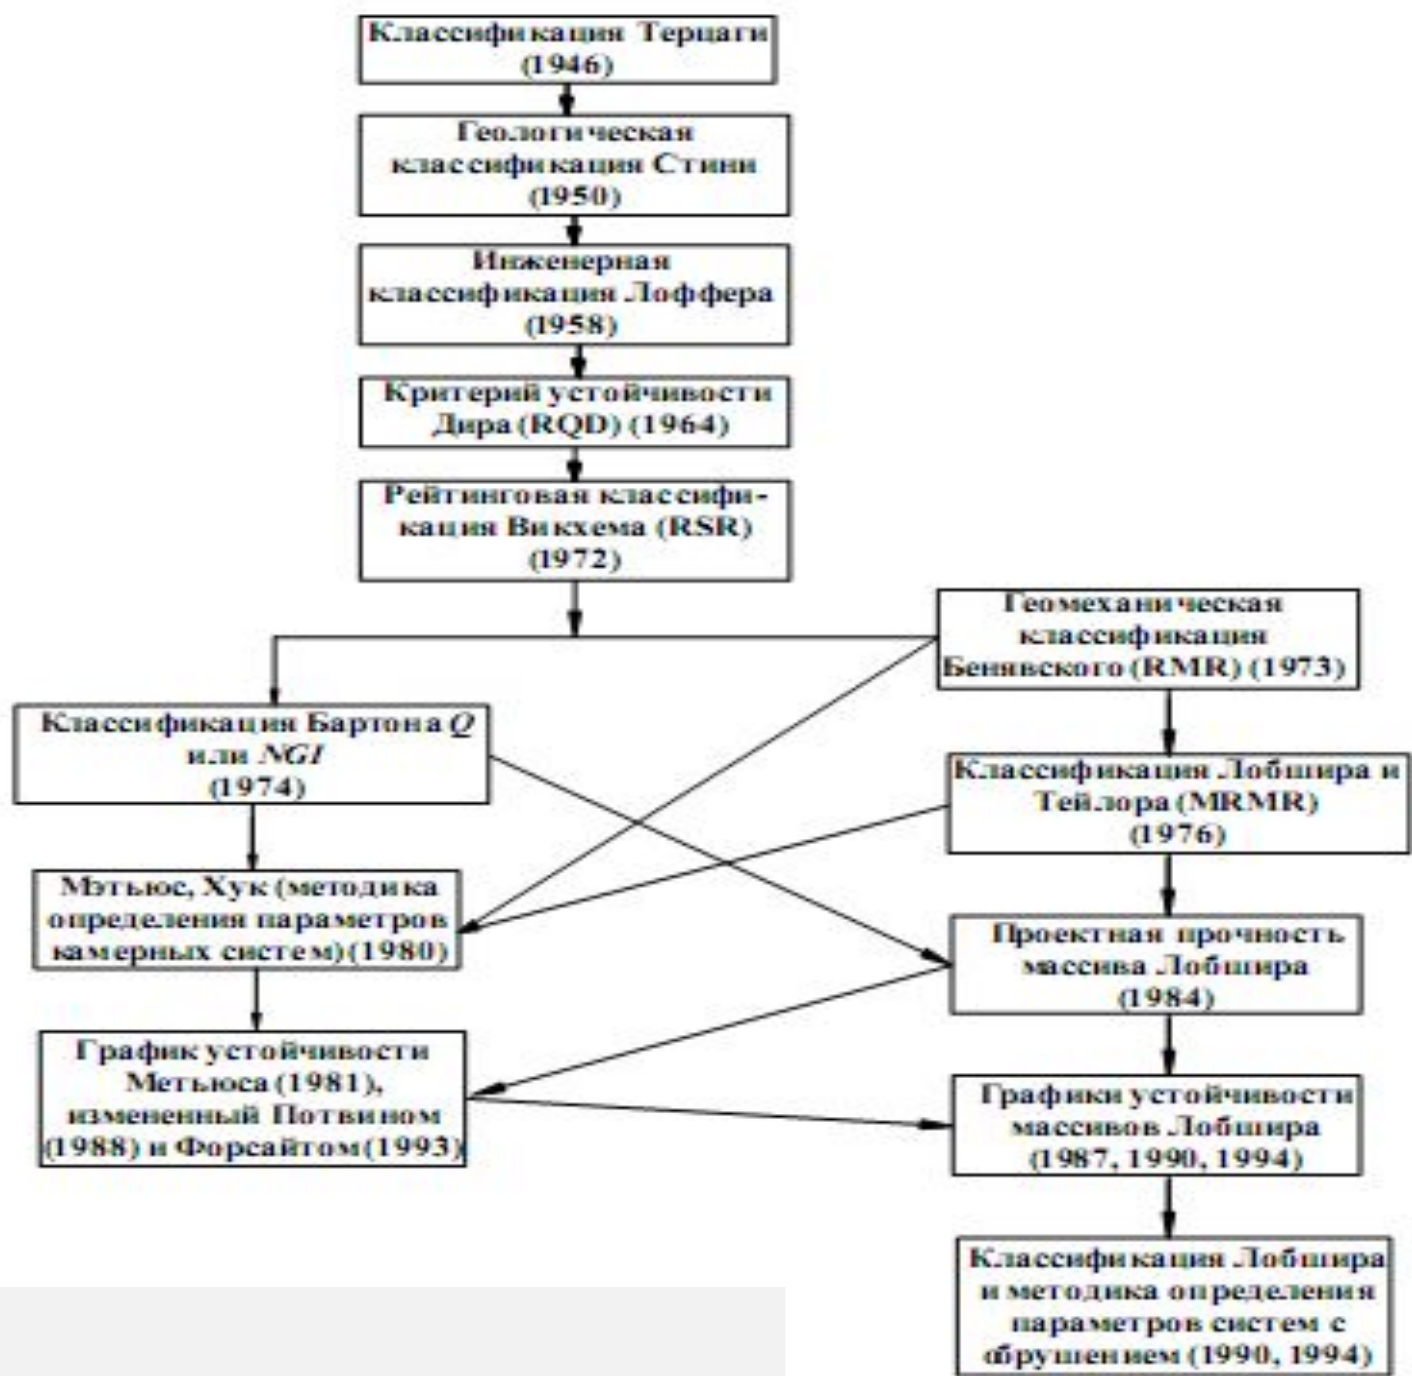 Классификация Терцаги
(1946)
Геологическая
классификация Стини
(1950)
Инженерная
классификация Лоффера
(1958)
Критерий устойчивости
Дира (RQD) (1964)
Рейтинговая классифи-
кация Викхема (RSR)
(1972)
Геомеханическая
классификация
Бенявского (RMR) (1973)
Классификация Бартона Q
или NGI
(1974)
Классификация Лобшира и
Тейлора (MRMR)
(1976)
Мэтьюс, Хук (методика
определения параметров
камерных систем) (1980)
Проектная прочность
массива Лобшира
(1984)
График устойчивости
Метьюса (1981),
измененный Потвином
(1988) и Форсайтом (1993)
Графики устойчивости
массивов Лобшира
(1987, 1990, 1994)
Классификация Лобшира
и методика определения
параметров систем с
обрушением (1990, 1994)